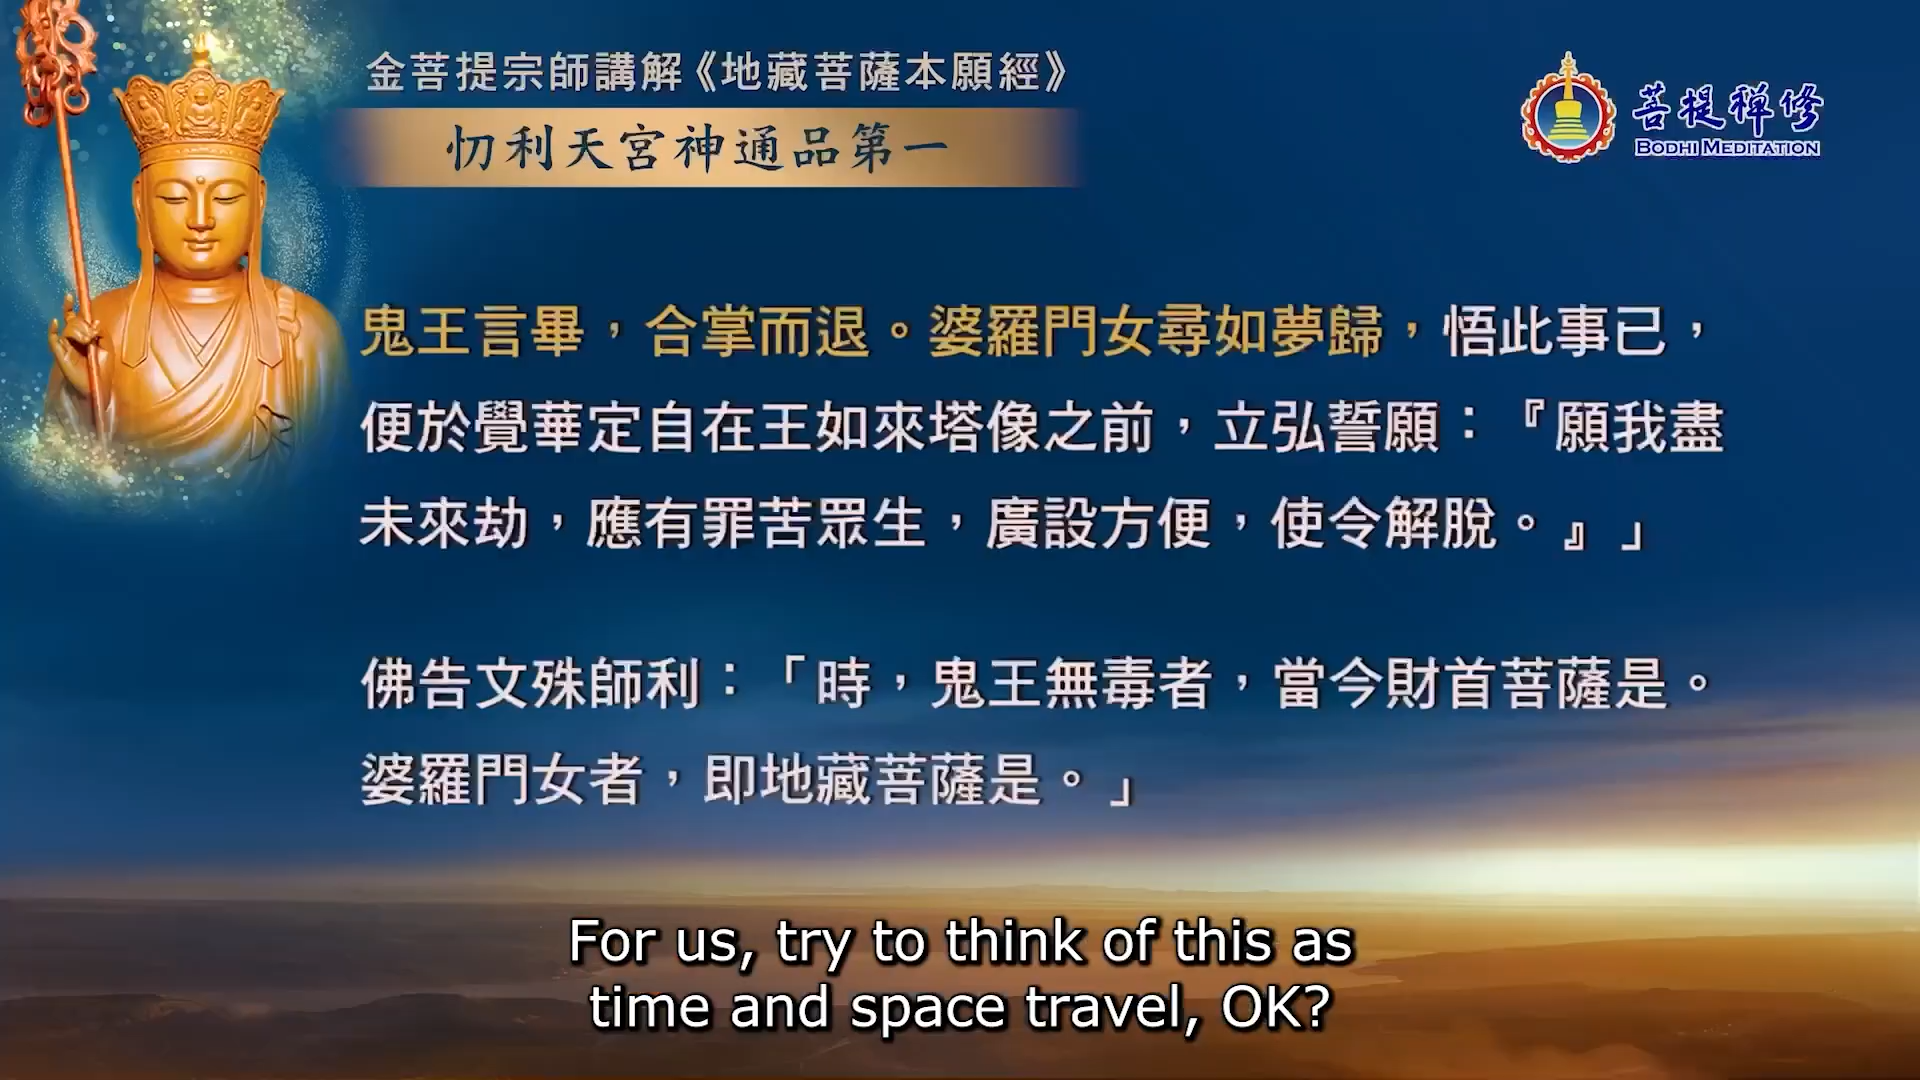 金菩提宗師講解《地藏菩薩本願經》
忉利天宮神通品第一
菩提禪修
BODHI MEDITATION
鬼王言畢，合掌而退。婆羅門女尋如夢歸，悟此事已，
便於覺華定自在王如來塔像之前，立弘誓願：『願我盡
未來劫，應有罪苦眾生，廣設方便，使令解脫。』」
佛告文殊師利：「時，鬼王無毒者，當今財首菩薩是。
婆羅門女者，即地藏菩薩是。」
For us, try to think of this as
time and space travel, OK?